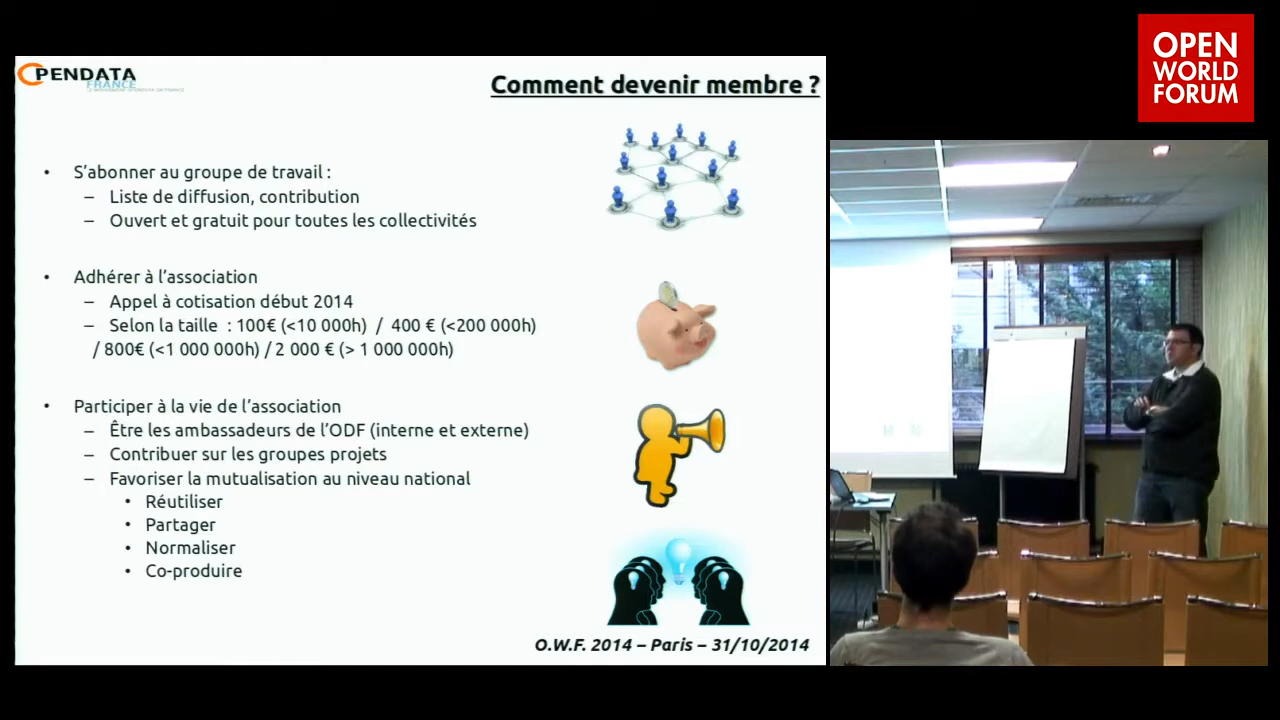 OPEN
WORLD
FORUM
PENDATA
FRANCE
Comment devenir membre ?
• S'abonner au groupe de travail :
– Liste de diffusion, contribution
– Ouvert et gratuit pour toutes les collectivités
• Adhérer à l'association
– Appel à cotisation début 2014
– Selon la taille : 100€ (<10 000h) / 400 € (<200 000h)
/ 800€ (<1 000 000h) / 2 000 € (> 1 000 000h)
• Participer à la vie de l'association
– Être les ambassadeurs de l'ODF (interne et externe)
– Contribuer sur les groupes projets
– Favoriser la mutualisation au niveau national
• Réutiliser
• Partager
• Normaliser
• Co-produire
O.W.F. 2014 – Paris – 31/10/2014